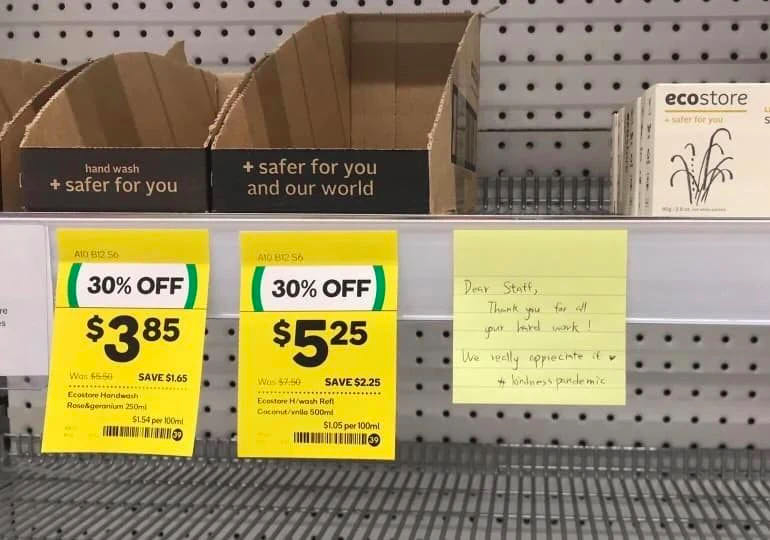 hand wash
+ safer for you
+ safer for you
and our world
ecostore
+ safer for you
A10 B12 S6
30% OFF
$3.85
Was $5.50 SAVE $1.65
Ecostore Handwash
Rose&geranium 250ml
$1.54 per 100ml
39
A10 B12 S6
30% OFF
$5.25
Was $7.50 SAVE $2.25
Ecostore H/wash Refl
Coconut/vnlla 500ml
$1.05 per 100ml
39
Dear Staff,
Thank you for all
your hard work !
We really appreciate it ♥
# kindnesspandemic